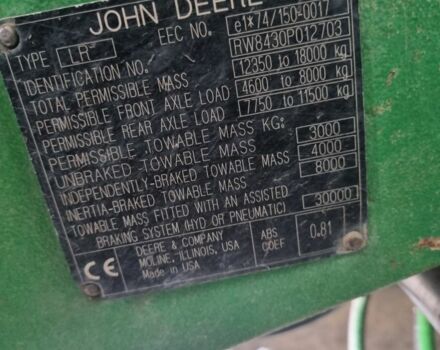 JOHN DEERE
TYPE LB EEC NO. e1*74/150-0017
IDENTIFICATION NO. RW8430P012703
TOTAL PERMISSIBLE MASS 12350 to 18000 kg
PERMISSIBLE FRONT AXLE LOAD 4600 to 8000 kg
PERMISSIBLE REAR AXLE LOAD 7750 to 11500 kg
PERMISSIBLE TOWABLE MASS KG:
UNBRAKED TOWABLE MASS 3000
INDEPENDENTLY-BRAKED TOWABLE MASS 4000
INERTIA-BRAKED TOWABLE MASS 8000
TOWABLE MASS FITTED WITH AN ASSISTED
BRAKING SYSTEM (HYD OR PNEUMATIC) 30000
CE
DEERE & COMPANY
MOLINE, ILLINOIS, USA
Made in USA
ABS
COEF
0.81